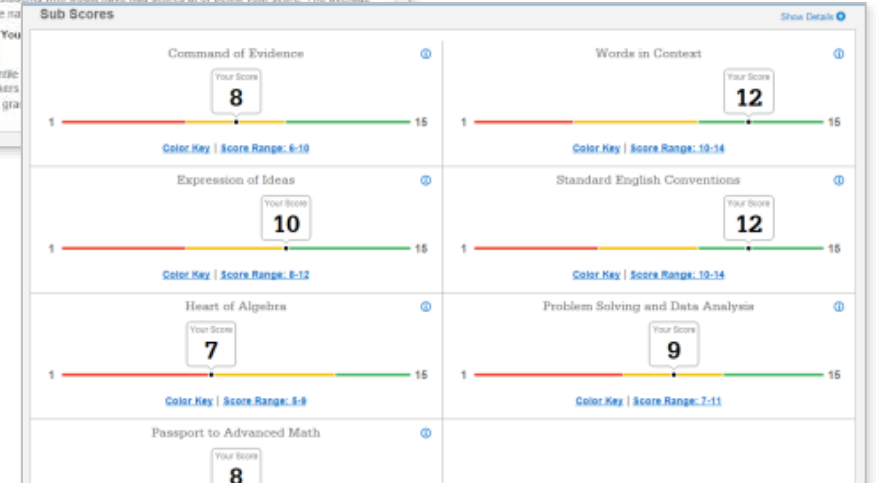 Sub Scores
Show Details
Command of Evidence
Your Score
8
1
15
Color Key | Score Range: 6-10
Words in Context
Your Score
12
1
15
Color Key | Score Range: 10-14
Expression of Ideas
Your Score
10
1
15
Color Key | Score Range: 8-12
Standard English Conventions
Your Score
12
1
15
Color Key | Score Range: 10-14
Heart of Algebra
Your Score
7
1
15
Color Key | Score Range: 5-9
Problem Solving and Data Analysis
Your Score
9
1
15
Color Key | Score Range: 7-11
Passport to Advanced Math
Your Score
8
You